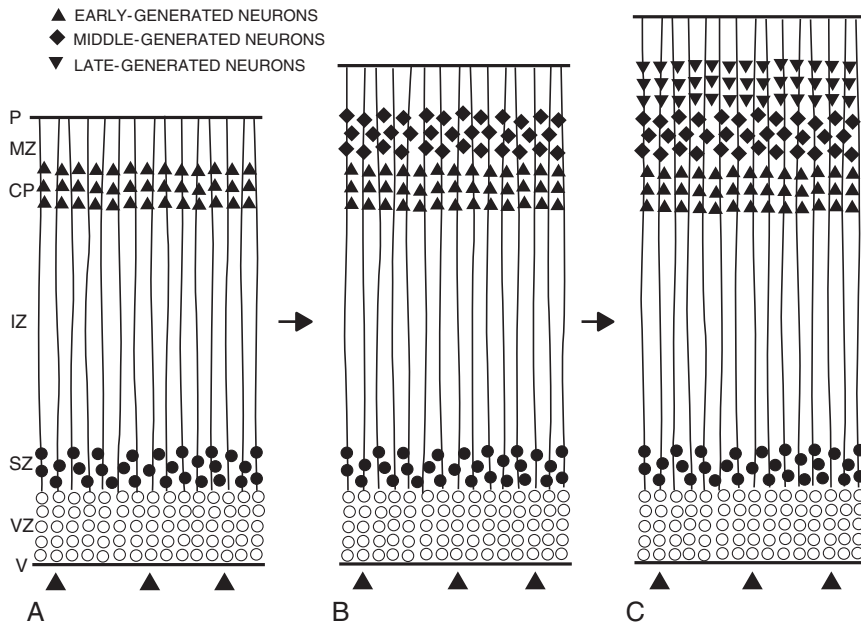 EARLY-GENERATED NEURONS
MIDDLE-GENERATED NEURONS
LATE-GENERATED NEURONS
P
MZ
CP
IZ
SZ
VZ
V
A
B
C